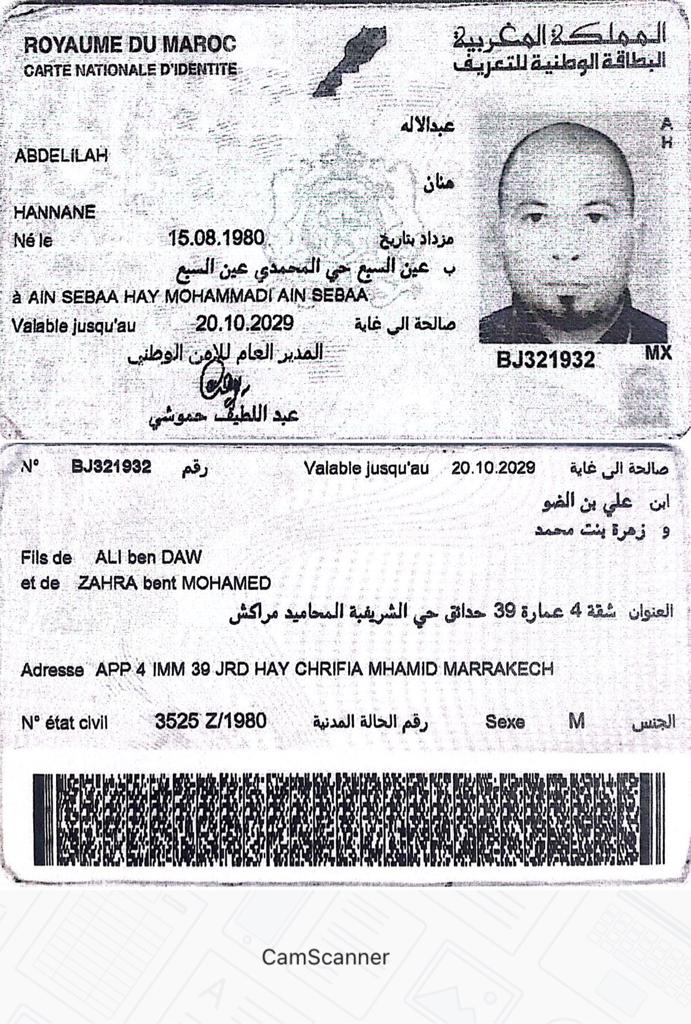 ROYAUME DU MAROC
المملكة المغربية
CARTE NATIONALE D'IDENTITE
البطاقة الوطنية للتعريف
عبدالاله
A
H
ABDELILAH
هنان
HANNANE
Né le 15.08.1980 مزداد بتاريخ
ب عين السبع حي المحمدي عين السبع
à AIN SEBAA HAY MOHAMMADI AIN SEBAA
Valable jusqu'au 20.10.2029 صالحة الى غاية
المدير العام للامن الوطني
BJ321932 MX
عبد اللطيف حموشي
N° BJ321932 رقم Valable jusqu'au 20.10.2029 صالحة الى غاية
ابن علي بن الضو
و زهرة بنت محمد
Fils de ALI ben DAW
et de ZAHRA bent MOHAMED
العنوان شقة 4 عمارة 39 حدائق حي الشريفية المحاميد مراكش
Adresse APP 4 IMM 39 JRD HAY CHRIFIA MHAMID MARRAKECH
N° état civil 3525 Z/1980 رقم الحالة المدنية Sexe M الجنس
CamScanner